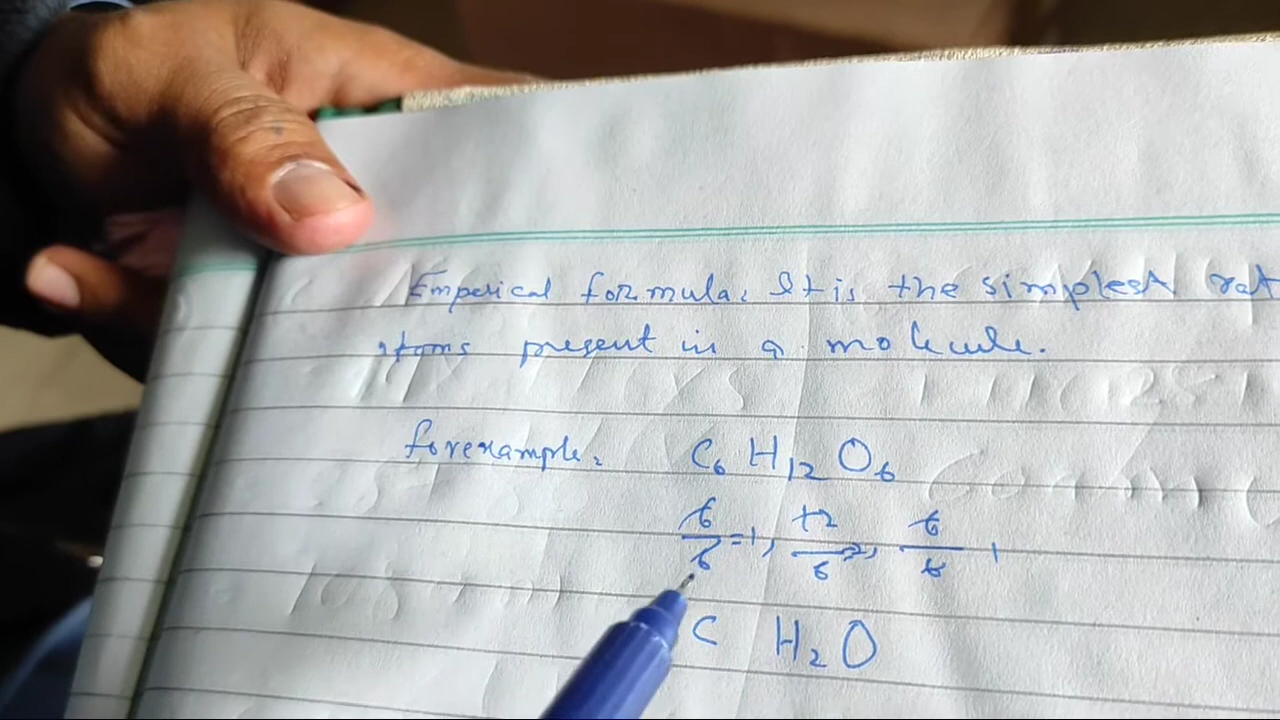 Emperical formula: It is the simplest rat
atoms present in a molecule.
for example: C6 H12 O6
6/6 =1, 12/6 2, 6/6 1
C H2O